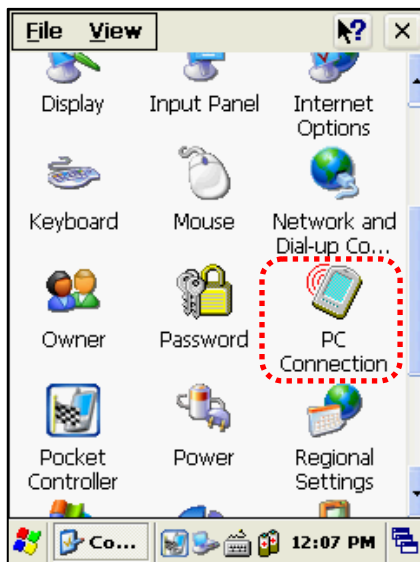 File View
Display Input Panel Internet
Options
Keyboard Mouse Network and
Dial-up Co...
Owner Password PC
Connection
Pocket Power Regional
Controller Settings
Co... 12:07 PM